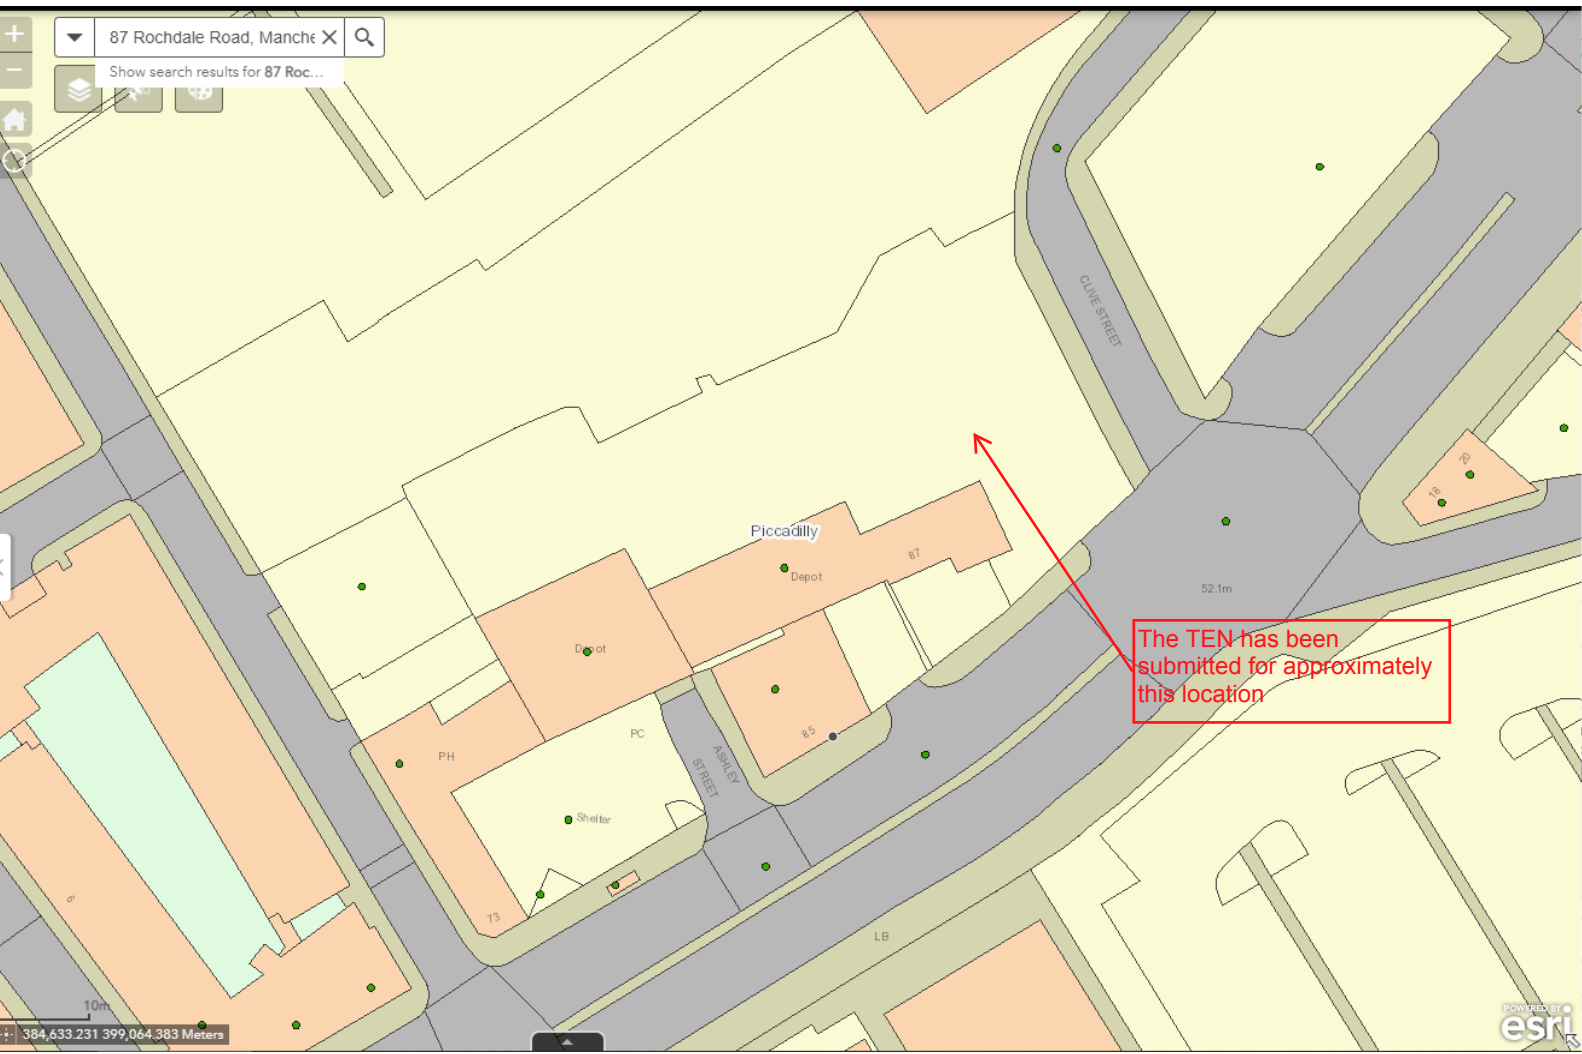 87 Rochdale Road, Manche
Show search results for 87 Roc...
CLIVE STREET
20
18
Piccadilly
87
Depot
52.1m
The TEN has been
submitted for approximately
this location
Depot
85
PC
ASHLEY
STREET
PH
Shelter
6
73
LB
10m
384,633.231 399,064.383 Meters
POWERED BY
esri